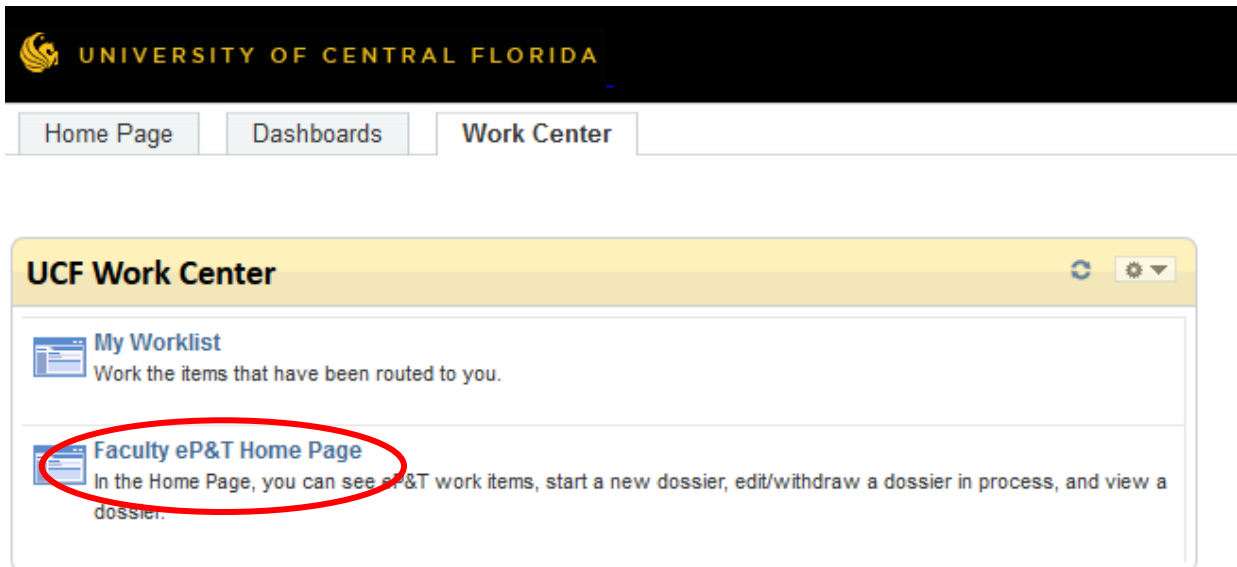 UNIVERSITY OF CENTRAL FLORIDA
Home Page Dashboards Work Center
UCF Work Center
My Worklist
Work the items that have been routed to you.
Faculty eP&T Home Page
In the Home Page, you can see eP&T work items, start a new dossier, edit/withdraw a dossier in process, and view a
dossier.